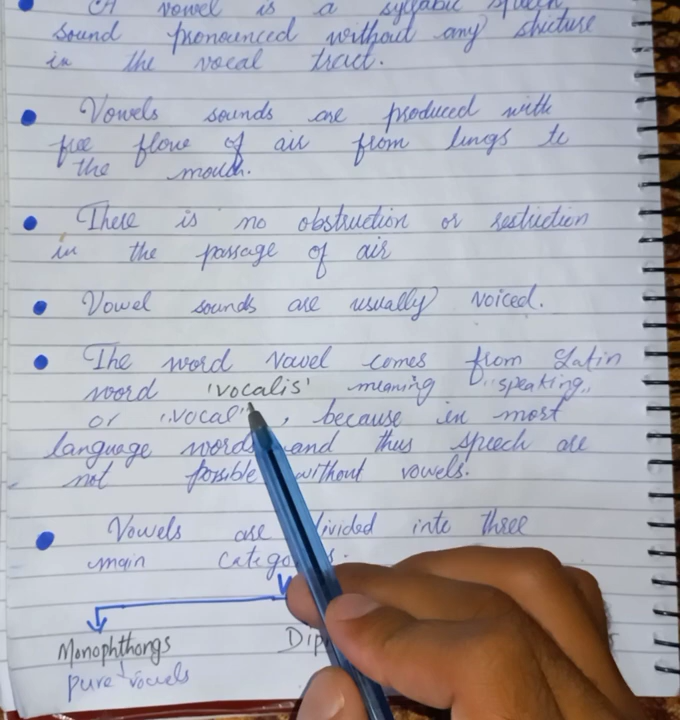 A vowel is a syllabic speech
sound pronounced without any stricture
in the vocal tract.
Vowels sounds are produced with
free flow of air from lungs to
the mouth.
There is no obstruction or restriction
in the passage of air
Vowel sounds are usually voiced.
The word vowel comes from Latin
word 'vocalis' meaning "speaking"
or 'vocal', because in most
language words and thus speech are
not possible without vowels.
Vowels are divided into three
main
Monophthongs
pure vowels